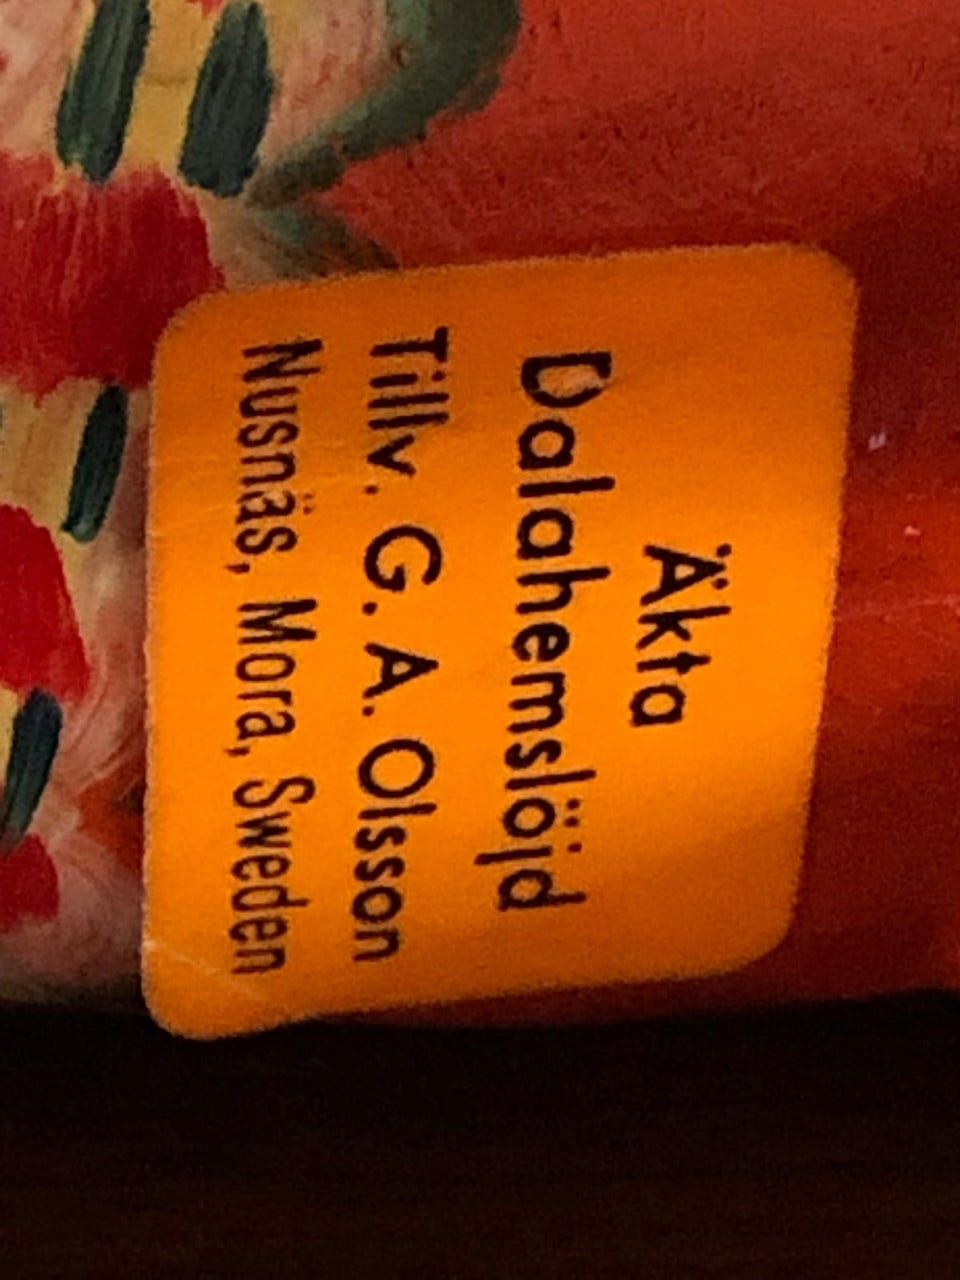 Äkta
Dalahemslöjd
Tillv. G. A. Olsson
Nusnäs, Mora, Sweden